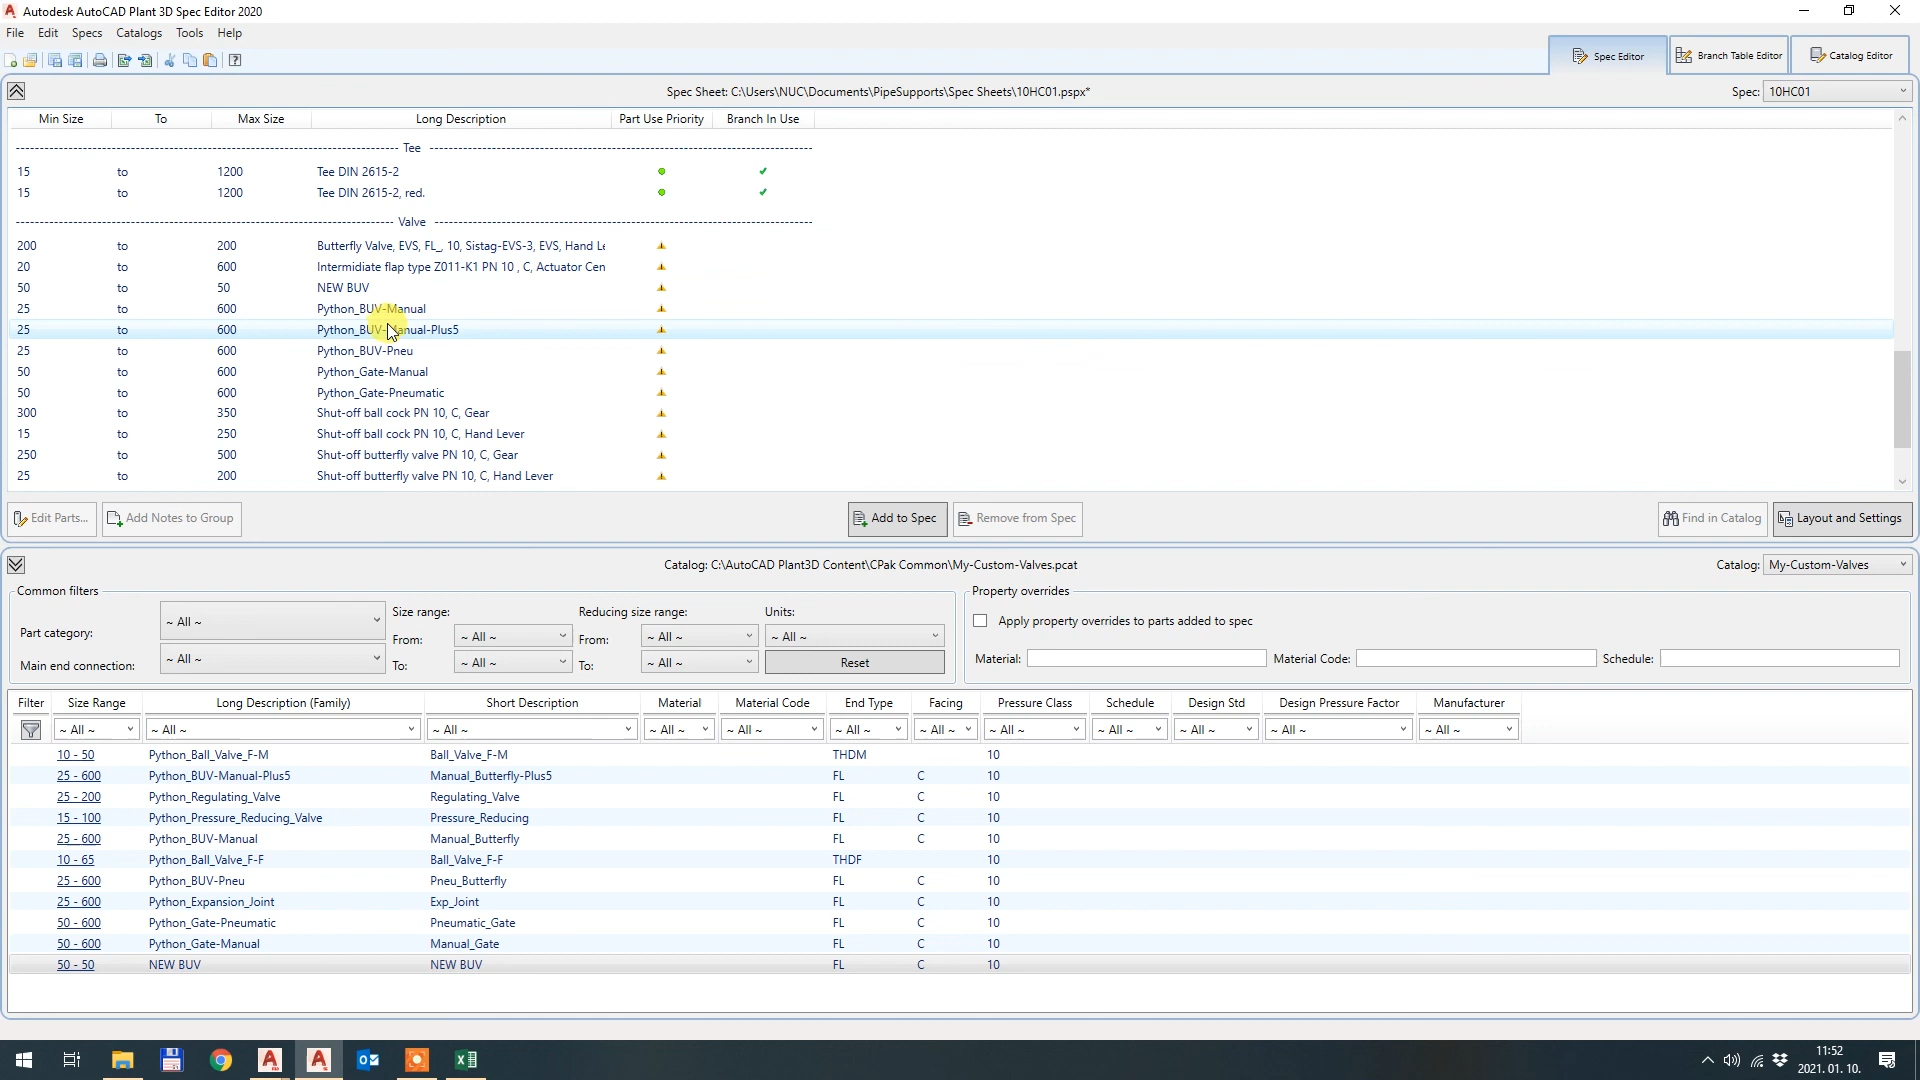 Autodesk AutoCAD Plant 3D Spec Editor 2020
File Edit Specs Catalogs Tools Help
Spec Editor Branch Table Editor Catalog Editor
Spec Sheet: C:\Users\NUC\Documents\PipeSupports\Spec Sheets\10HC01.pspx*
Spec: 10HC01
Min Size To Max Size Long Description Part Use Priority Branch In Use
Tee
15 to 1200 Tee DIN 2615-2
15 to 1200 Tee DIN 2615-2, red.
Valve
200 to 200 Butterfly Valve, EVS, FL_, 10, Sistag-EVS-3, EVS, Hand Le
20 to 600 Intermidiate flap type Z011-K1 PN 10 , C, Actuator Cen
50 to 50 NEW BUV
25 to 600 Python_BUV-Manual
25 to 600 Python_BUV-Manual-Plus5
25 to 600 Python_BUV-Pneu
50 to 600 Python_Gate-Manual
50 to 600 Python_Gate-Pneumatic
300 to 350 Shut-off ball cock PN 10, C, Gear
15 to 250 Shut-off ball cock PN 10, C, Hand Lever
250 to 500 Shut-off butterfly valve PN 10, C, Gear
25 to 200 Shut-off butterfly valve PN 10, C, Hand Lever
Edit Parts... Add Notes to Group Add to Spec Remove from Spec Find in Catalog Layout and Settings
Catalog: C:\AutoCAD Plant3D Content\CPak Common\My-Custom-Valves.pcat
Catalog: My-Custom-Valves
Common filters
Property overrides
Part category: ~ All ~
Size range: Reducing size range: Units:
Apply property overrides to parts added to spec
From: ~ All ~ From: ~ All ~ ~ All ~
Main end connection: ~ All ~
To: ~ All ~ To: ~ All ~ Reset
Material: Material Code: Schedule:
Filter Size Range Long Description (Family) Short Description Material Material Code End Type Facing Pressure Class Schedule Design Std Design Pressure Factor Manufacturer
~ All ~ ~ All ~ ~ All ~ ~ All ~ ~ All ~ ~ All ~ ~ All ~ ~ All ~ ~ All ~ ~ All ~ ~ All ~ ~ All ~
10 - 50 Python_Ball_Valve_F-M Ball_Valve_F-M THDM 10
25 - 600 Python_BUV-Manual-Plus5 Manual_Butterfly-Plus5 FL C 10
25 - 200 Python_Regulating_Valve Regulating_Valve FL C 10
15 - 100 Python_Pressure_Reducing_Valve Pressure_Reducing FL C 10
25 - 600 Python_BUV-Manual Manual_Butterfly FL C 10
10 - 65 Python_Ball_Valve_F-F Ball_Valve_F-F THDF 10
25 - 600 Python_BUV-Pneu Pneu_Butterfly FL C 10
25 - 600 Python_Expansion_Joint Exp_Joint FL C 10
50 - 600 Python_Gate-Pneumatic Pneumatic_Gate FL C 10
50 - 600 Python_Gate-Manual Manual_Gate FL C 10
50 - 50 NEW BUV NEW BUV FL C 10
11:52
2021. 01. 10.